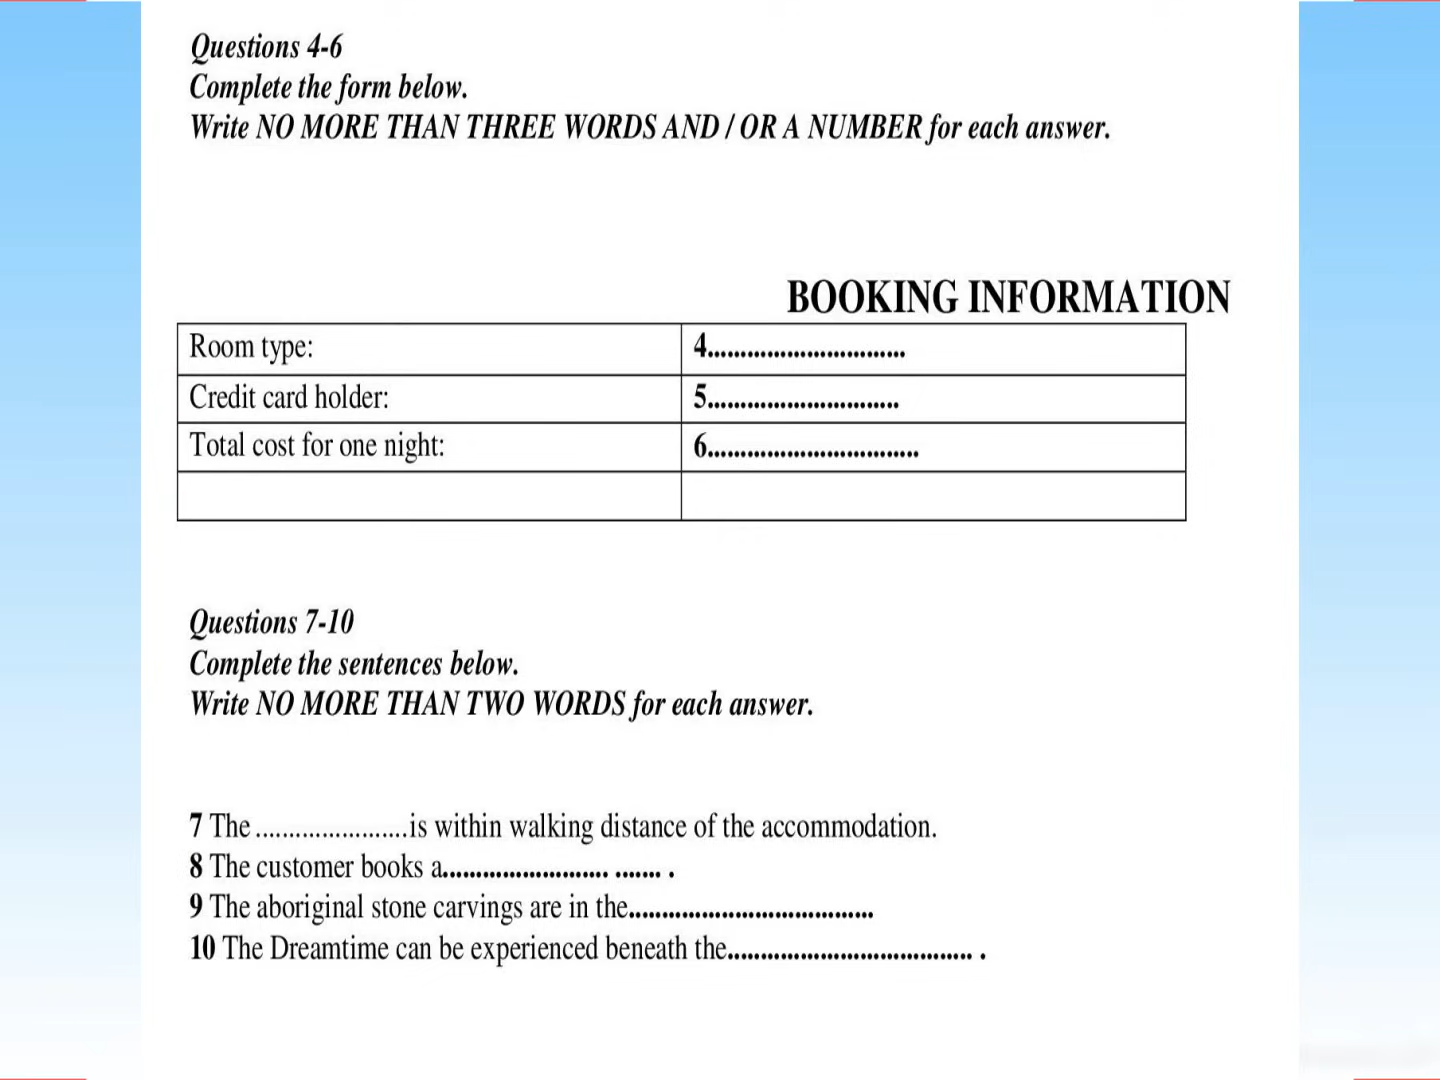 Questions 4-6
Complete the form below.
Write NO MORE THAN THREE WORDS AND / OR A NUMBER for each answer.
BOOKING INFORMATION
Room type: 4..............................
Credit card holder: 5.............................
Total cost for one night: 6................................
Questions 7-10
Complete the sentences below.
Write NO MORE THAN TWO WORDS for each answer.
7 The .......................is within walking distance of the accommodation.
8 The customer books a......................... ....... .
9 The aboriginal stone carvings are in the.....................................
10 The Dreamtime can be experienced beneath the..................................... .